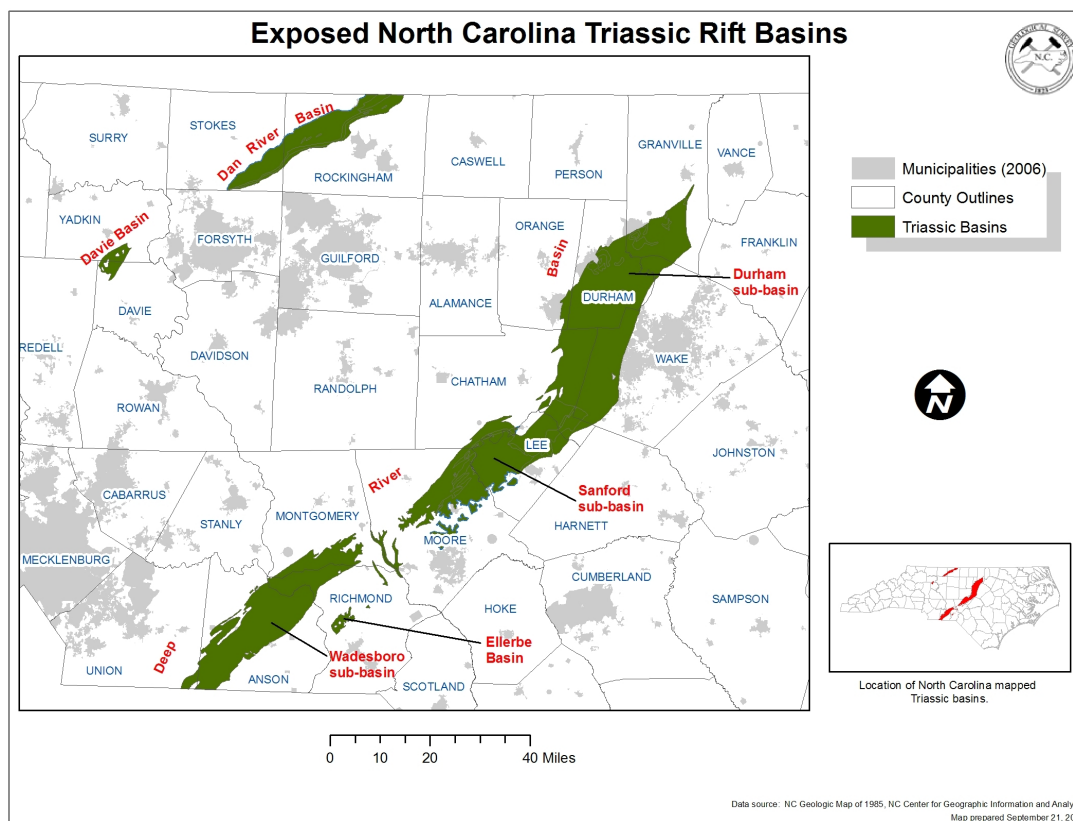 Exposed North Carolina Triassic Rift Basins
N.C.
SURRY
STOKES
Dan River Basin
ROCKINGHAM
CASWELL
PERSON
GRANVILLE
VANCE
Municipalities (2006)
County Outlines
Triassic Basins
YADKIN
Davie Basin
FORSYTH
GUILFORD
ORANGE
Basin
FRANKLIN
Durham
sub-basin
DURHAM
ALAMANCE
DAVIE
REDELL
DAVIDSON
WAKE
RANDOLPH
CHATHAM
ROWAN
N
LEE
JOHNSTON
River
Sanford
sub-basin
CABARRUS
STANLY
MONTGOMERY
HARNETT
MOORE
MECKLENBURG
CUMBERLAND
RICHMOND
HOKE
SAMPSON
Ellerbe
Basin
Deep
Wadesboro
sub-basin
UNION
ANSON
SCOTLAND
Location of North Carolina mapped
Triassic basins.
0 10 20 40 Miles
Data source: NC Geologic Map of 1985, NC Center for Geographic Information and Analy
Map prepared September 21, 20